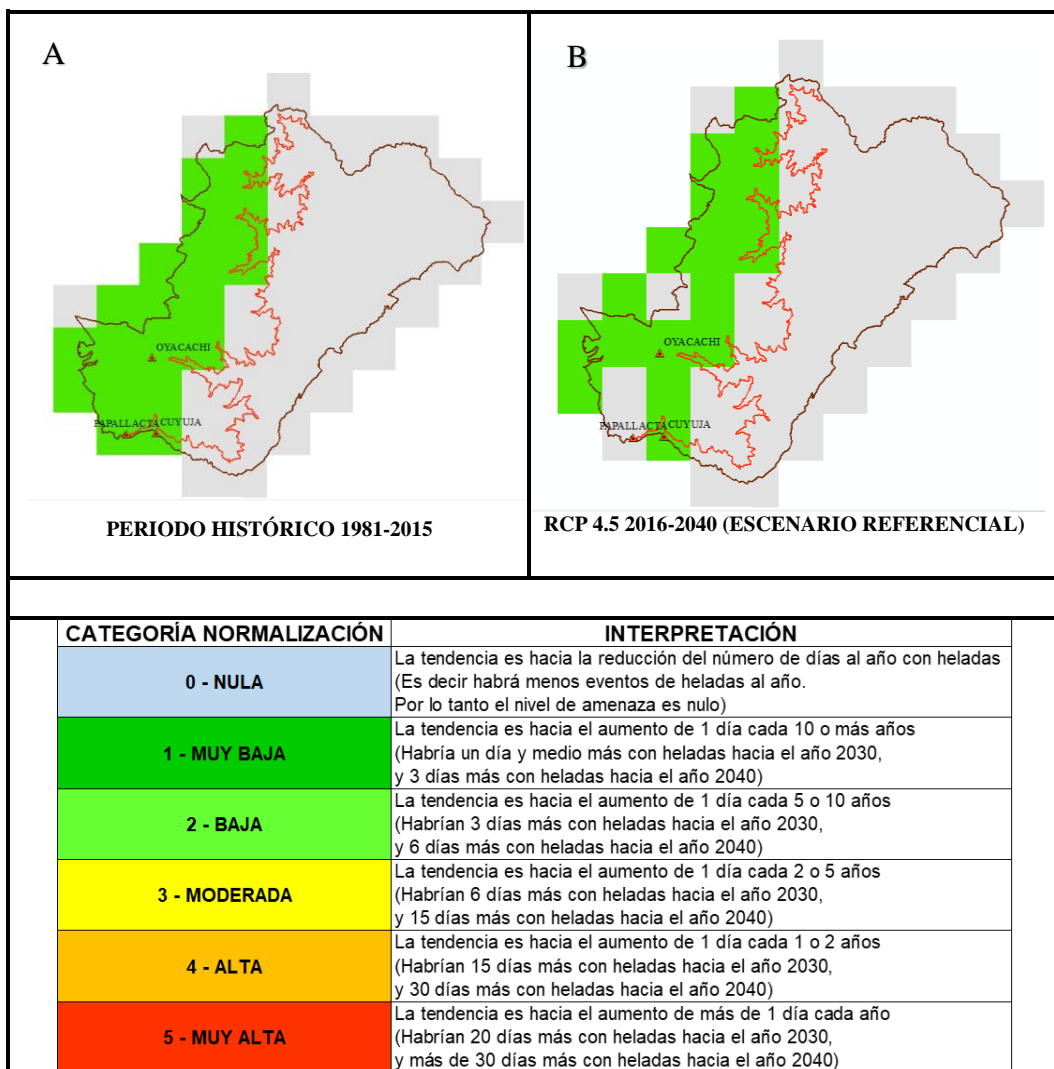 A
OYACACHI
PAPALLACTA
CUYUJA
PERIODO HISTÓRICO 1981-2015
B
OYACACHI
PAPALLACTA
CUYUJA
RCP 4.5 2016-2040 (ESCENARIO REFERENCIAL)
CATEGORÍA NORMALIZACIÓN
INTERPRETACIÓN
0 - NULA
La tendencia es hacia la reducción del número de días al año con heladas
(Es decir habrá menos eventos de heladas al año.
Por lo tanto el nivel de amenaza es nulo)
1 - MUY BAJA
La tendencia es hacia el aumento de 1 día cada 10 o más años
(Habría un día y medio más con heladas hacia el año 2030,
y 3 días más con heladas hacia el año 2040)
2 - BAJA
La tendencia es hacia el aumento de 1 día cada 5 o 10 años
(Habrían 3 días más con heladas hacia el año 2030,
y 6 días más con heladas hacia el año 2040)
3 - MODERADA
La tendencia es hacia el aumento de 1 día cada 2 o 5 años
(Habrían 6 días más con heladas hacia el año 2030,
y 15 días más con heladas hacia el año 2040)
4 - ALTA
La tendencia es hacia el aumento de 1 día cada 1 o 2 años
(Habrían 15 días más con heladas hacia el año 2030,
y 30 días más con heladas hacia el año 2040)
5 - MUY ALTA
La tendencia es hacia el aumento de más de 1 día cada año
(Habrían 20 días más con heladas hacia el año 2030,
y más de 30 días más con heladas hacia el año 2040)